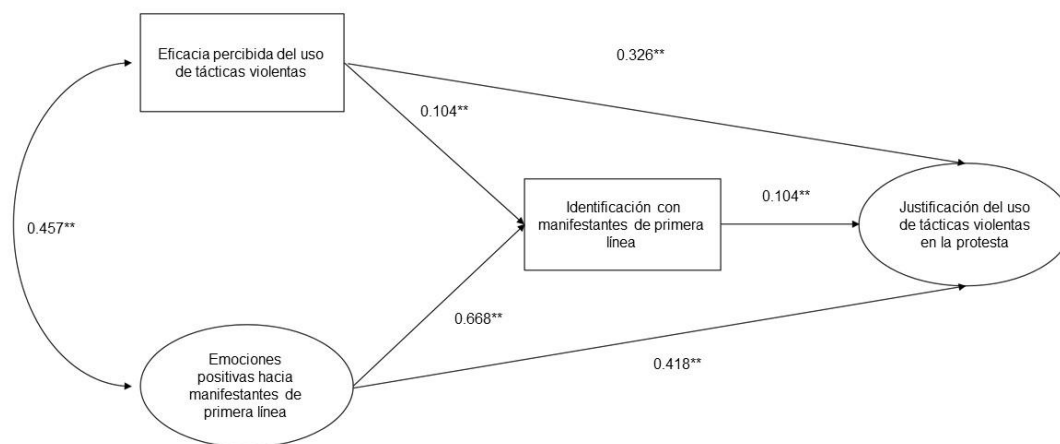 Eficacia percibida del uso
de tácticas violentas
0.326**
0.104**
0.457**
Identificación con
manifestantes de primera
línea
0.104**
Justificación del uso
de tácticas violentas
en la protesta
0.668**
0.418**
Emociones
positivas hacia
manifestantes de
primera línea